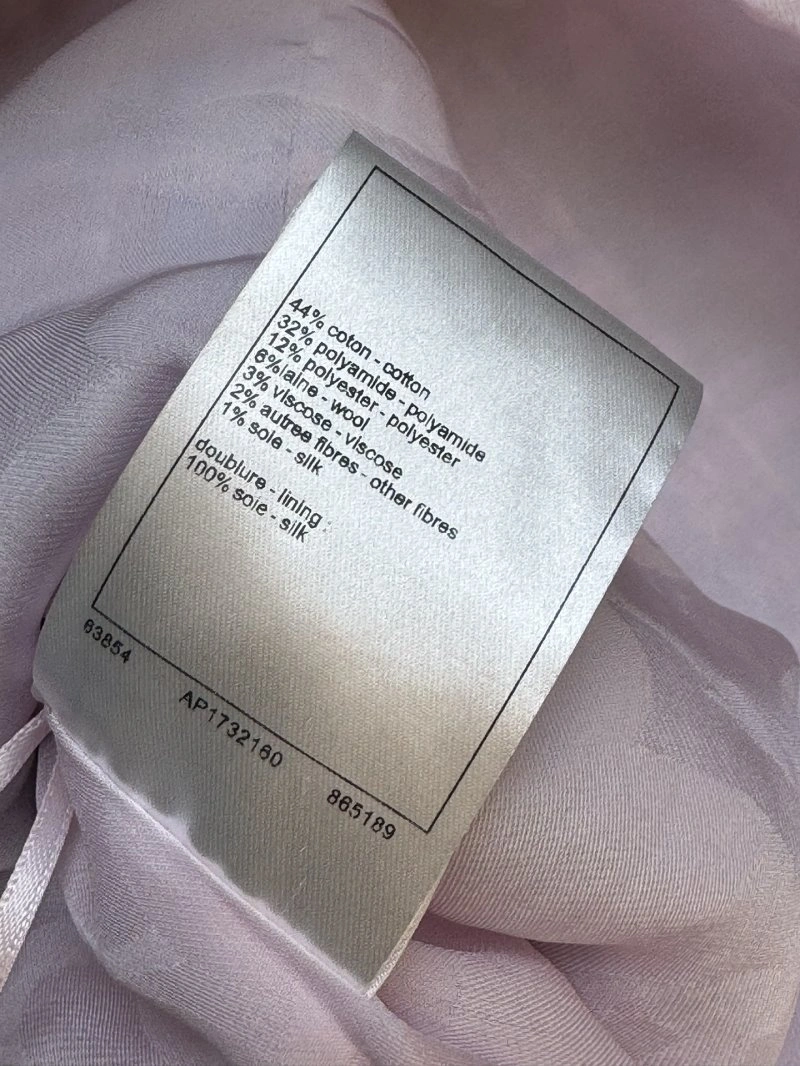 44% coton - cotton
32% polyamide - polyamide
12% polyester - polyester
6%laine - wool
3% viscose - viscose
2% autres fibres - other fibres
1% soie - silk
doublure - lining :
100% soie - silk
63854
AP1732160
865189